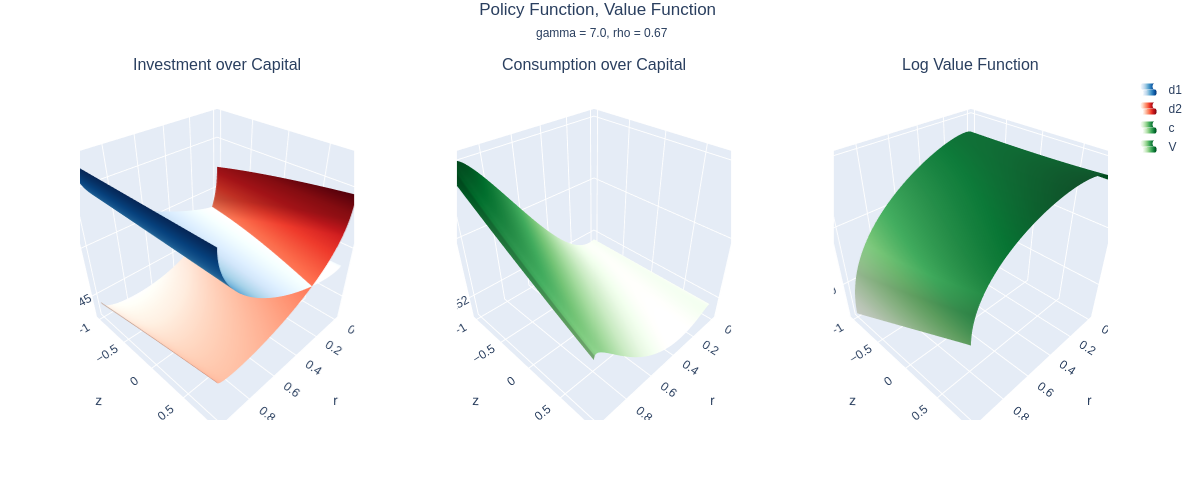 Policy Function, Value Function
gamma = 7.0, rho = 0.67
Investment over Capital
Consumption over Capital
Log Value Function
d1
d2
c
V
45
−1
−0.5
0
0.5
z
0
0.2
0.4
0.6
0.8
r
52
−1
−0.5
0
0.5
z
0
0.2
0.4
0.6
0.8
r
−1
−0.5
0
0.5
z
0
0.2
0.4
0.6
0.8
r